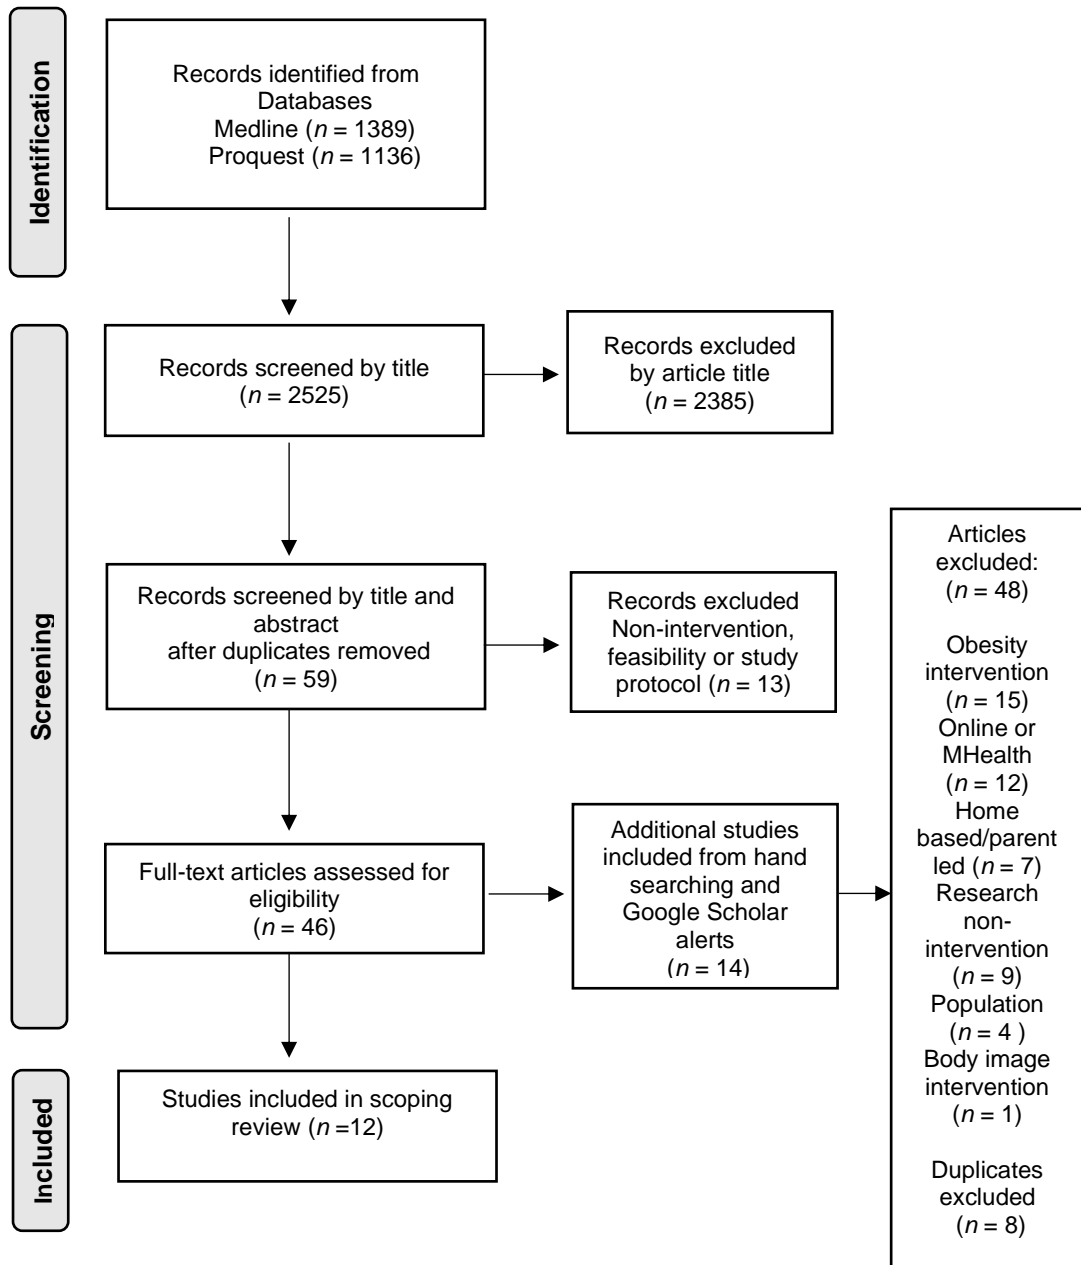 Identification
Records identified from
Databases
Medline (n = 1389)
Proquest (n = 1136)
Screening
Records screened by title
(n = 2525)
Records excluded
by article title
(n = 2385)
Records screened by title and
abstract
after duplicates removed
(n = 59)
Records excluded
Non-intervention,
feasibility or study
protocol (n = 13)
Full-text articles assessed for
eligibility
(n = 46)
Additional studies
included from hand
searching and
Google Scholar
alerts
(n = 14)
Articles
excluded:
(n = 48)
Obesity
intervention
(n = 15)
Online or
MHealth
(n = 12)
Home
based/parent
led (n = 7)
Research
non-
intervention
(n = 9)
Population
(n = 4 )
Body image
intervention
(n = 1)
Duplicates
excluded
(n = 8)
Included
Studies included in scoping
review (n =12)